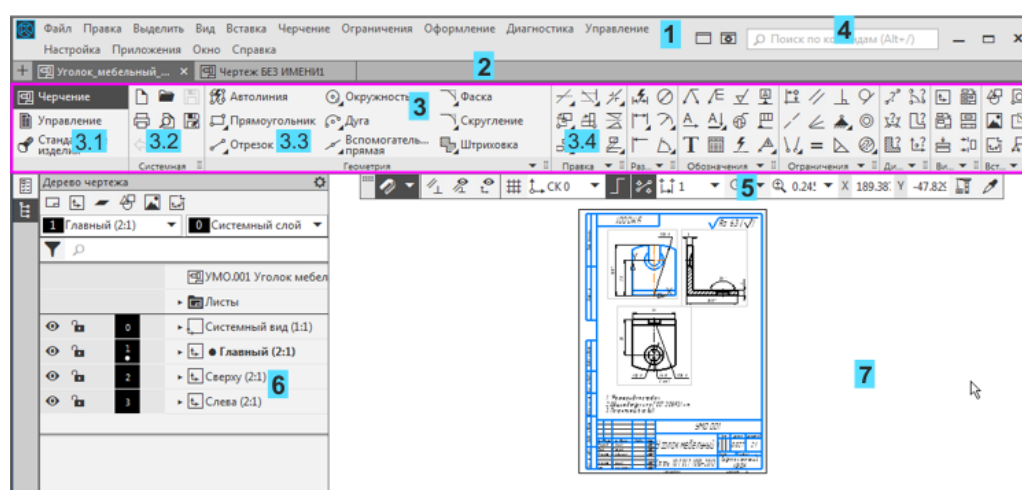 Файл Правка Выделить Вид Вставка Черчение Ограничения Оформление Диагностика Управление
1
Поиск по командам (Alt+/)
4
Настройка Приложения Окно Справка
2
Уголок_мебельный_... × Чертеж БЕЗ ИМЕНИ1
Черчение
Автолиния Окружность 3 Фаска
Управление
Прямоугольник Дуга Скругление
Станд
изделия
3.1 3.2
Отрезок 3.3 Вспомогатель...
прямая
Штриховка 3.4
Системная Геометрия Правка Раз... Обозначения Ограничения Ди... Ви... Вст...
Дерево чертежа
СК 0 1 5 X 189.38 Y -47.829
1 Главный (2:1) 0 Системный слой
УМО.001 Уголок мебел
Листы
0 Системный вид (1:1)
1 Главный (2:1)
2 Сверху (2:1) 6
3 Слева (2:1)
7
УМО 001
Уголок мебельный